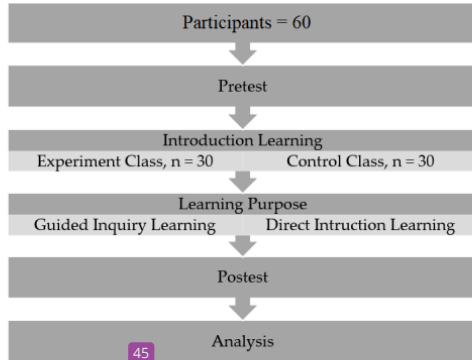 Participants = 60
Pretest
Introduction Learning
Experiment Class, n = 30 Control Class, n = 30
Learning Purpose
Guided Inquiry Learning Direct Intruction Learning
Postest
Analysis
45